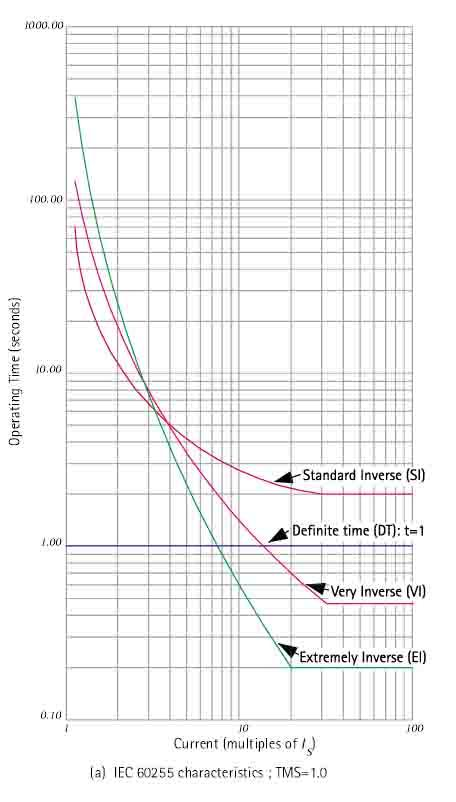 1000.00
100.00
10.00
1.00
0.10
Operating Time (seconds)
Standard Inverse (SI)
Definite time (DT): t=1
Very Inverse (VI)
Extremely Inverse (EI)
1
10
100
Current (multiples of Is)
(a) IEC 60255 characteristics ; TMS=1.0